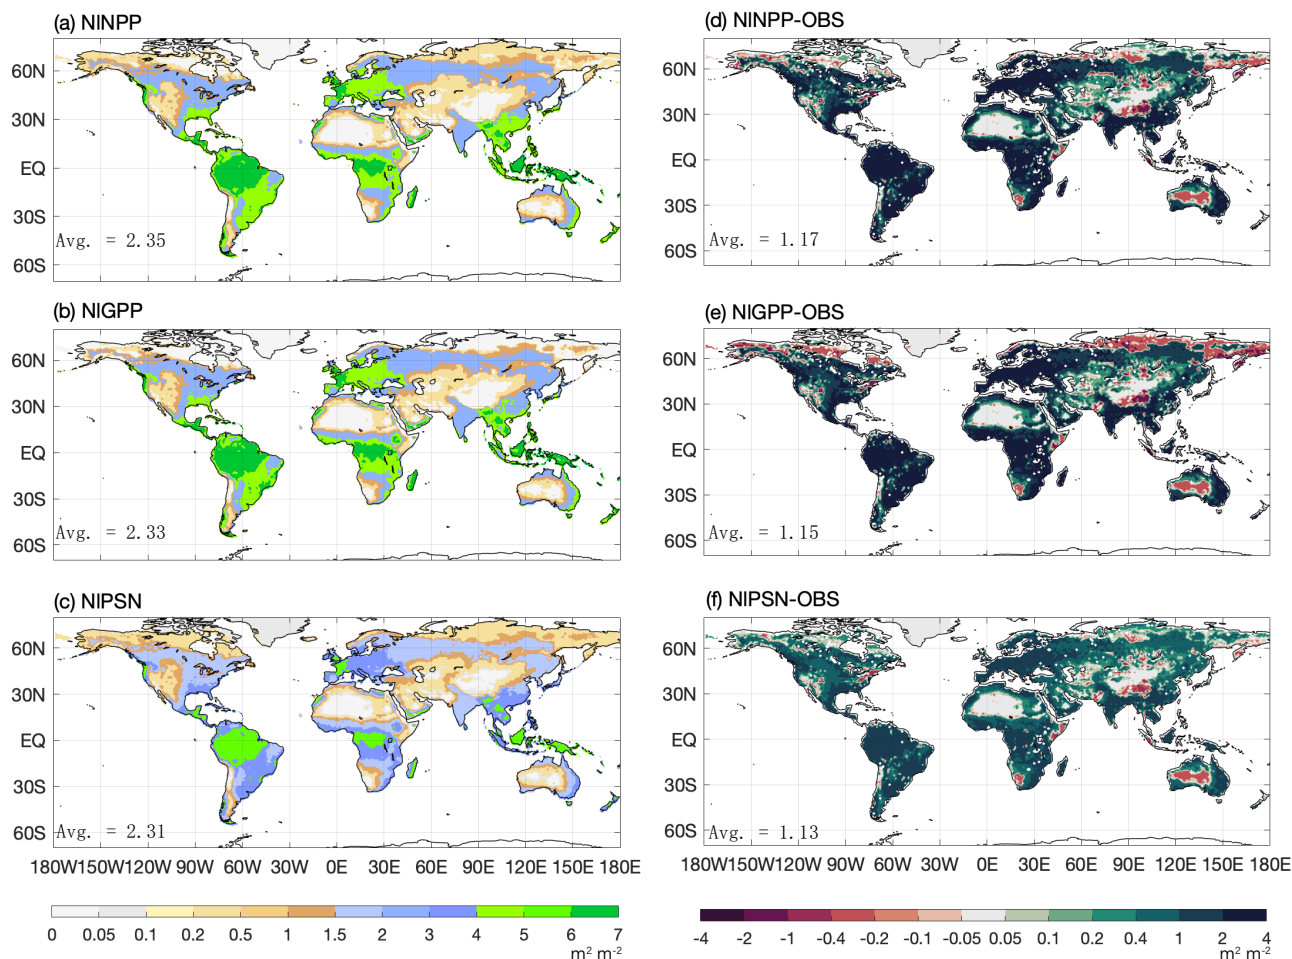 (a) NINPP
60N
30N
EQ
30S
60S
Avg. = 2.35
(d) NINPP-OBS
60N
30N
EQ
30S
60S
Avg. = 1.17
(b) NIGPP
60N
30N
EQ
30S
60S
Avg. = 2.33
(e) NIGPP-OBS
60N
30N
EQ
30S
60S
Avg. = 1.15
(c) NIPSN
60N
30N
EQ
30S
60S
Avg. = 2.31
180W 150W 120W 90W 60W 30W 0E 30E 60E 90E 120E 150E 180E
(f) NIPSN-OBS
60N
30N
EQ
30S
60S
Avg. = 1.13
180W 150W 120W 90W 60W 30W 0E 30E 60E 90E 120E 150E 180E
0 0.05 0.1 0.2 0.5 1 1.5 2 3 4 5 6 7
m² m⁻²
-4 -2 -1 -0.4 -0.2 -0.1 -0.05 0.05 0.1 0.2 0.4 1 2 4
m² m⁻²